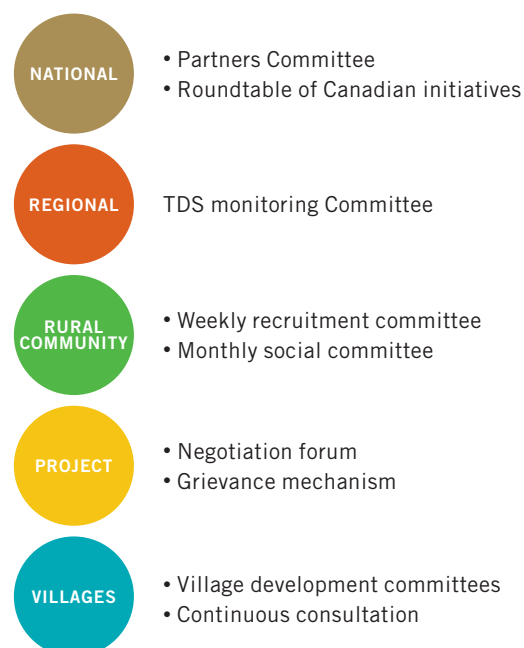 NATIONAL
• Partners Committee
• Roundtable of Canadian initiatives
REGIONAL
TDS monitoring Committee
RURAL
COMMUNITY
• Weekly recruitment committee
• Monthly social committee
PROJECT
• Negotiation forum
• Grievance mechanism
VILLAGES
• Village development committees
• Continuous consultation